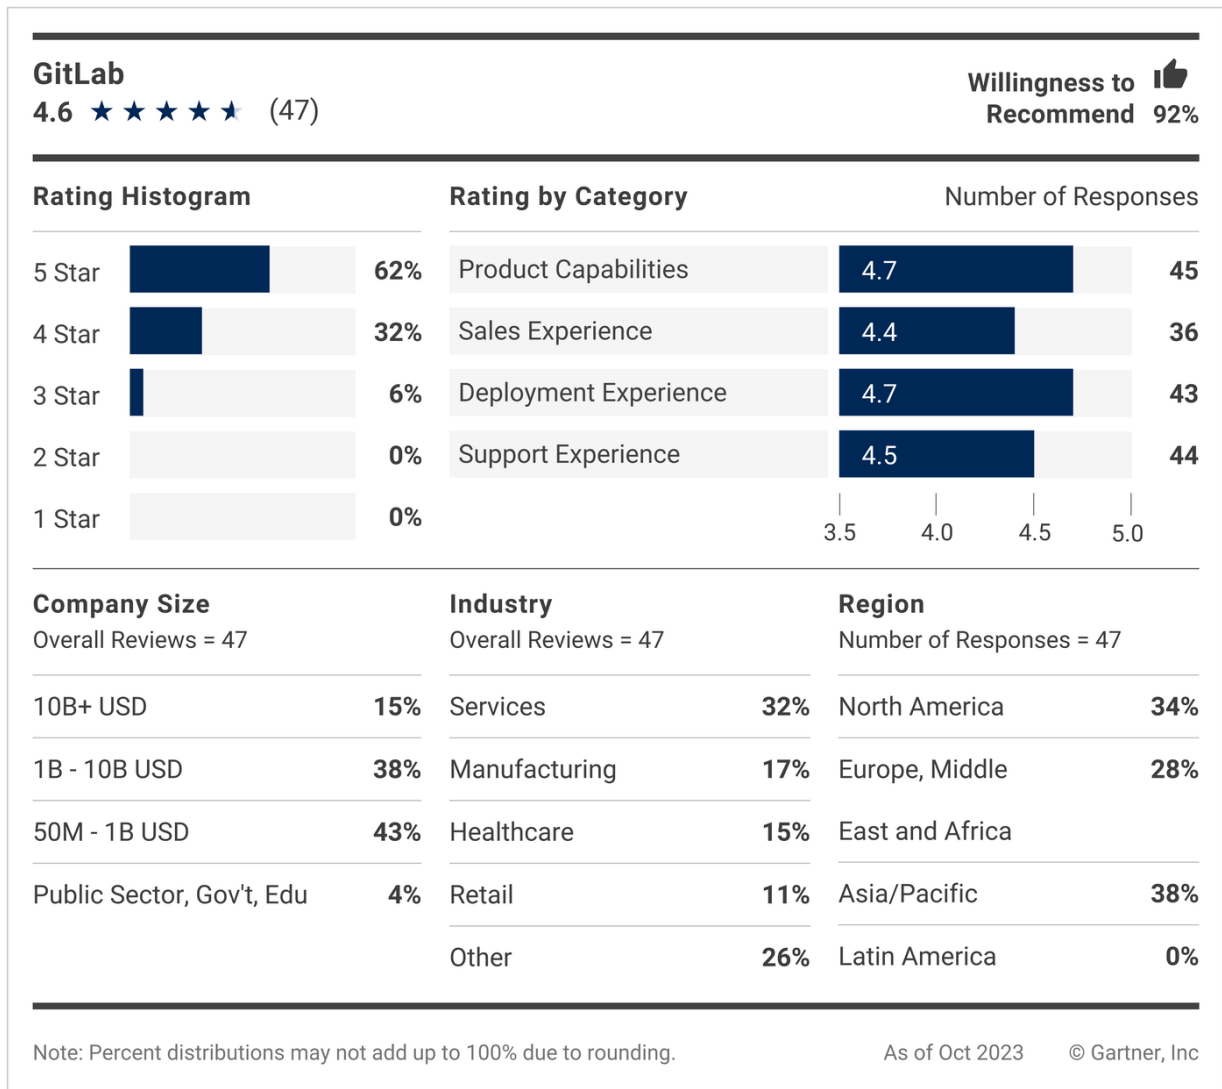 GitLab
4.6 ★ ★ ★ ★ ★ (47)
Willingness to
Recommend 92%
Rating Histogram
5 Star 62%
4 Star 32%
3 Star 6%
2 Star 0%
1 Star 0%
Rating by Category Number of Responses
Product Capabilities 4.7 45
Sales Experience 4.4 36
Deployment Experience 4.7 43
Support Experience 4.5 44
3.5 4.0 4.5 5.0
Company Size
Overall Reviews = 47
10B+ USD 15%
1B - 10B USD 38%
50M - 1B USD 43%
Public Sector, Gov't, Edu 4%
Industry
Overall Reviews = 47
Services 32%
Manufacturing 17%
Healthcare 15%
Retail 11%
Other 26%
Region
Number of Responses = 47
North America 34%
Europe, Middle 28%
East and Africa
Asia/Pacific 38%
Latin America 0%
Note: Percent distributions may not add up to 100% due to rounding. As of Oct 2023 © Gartner, Inc